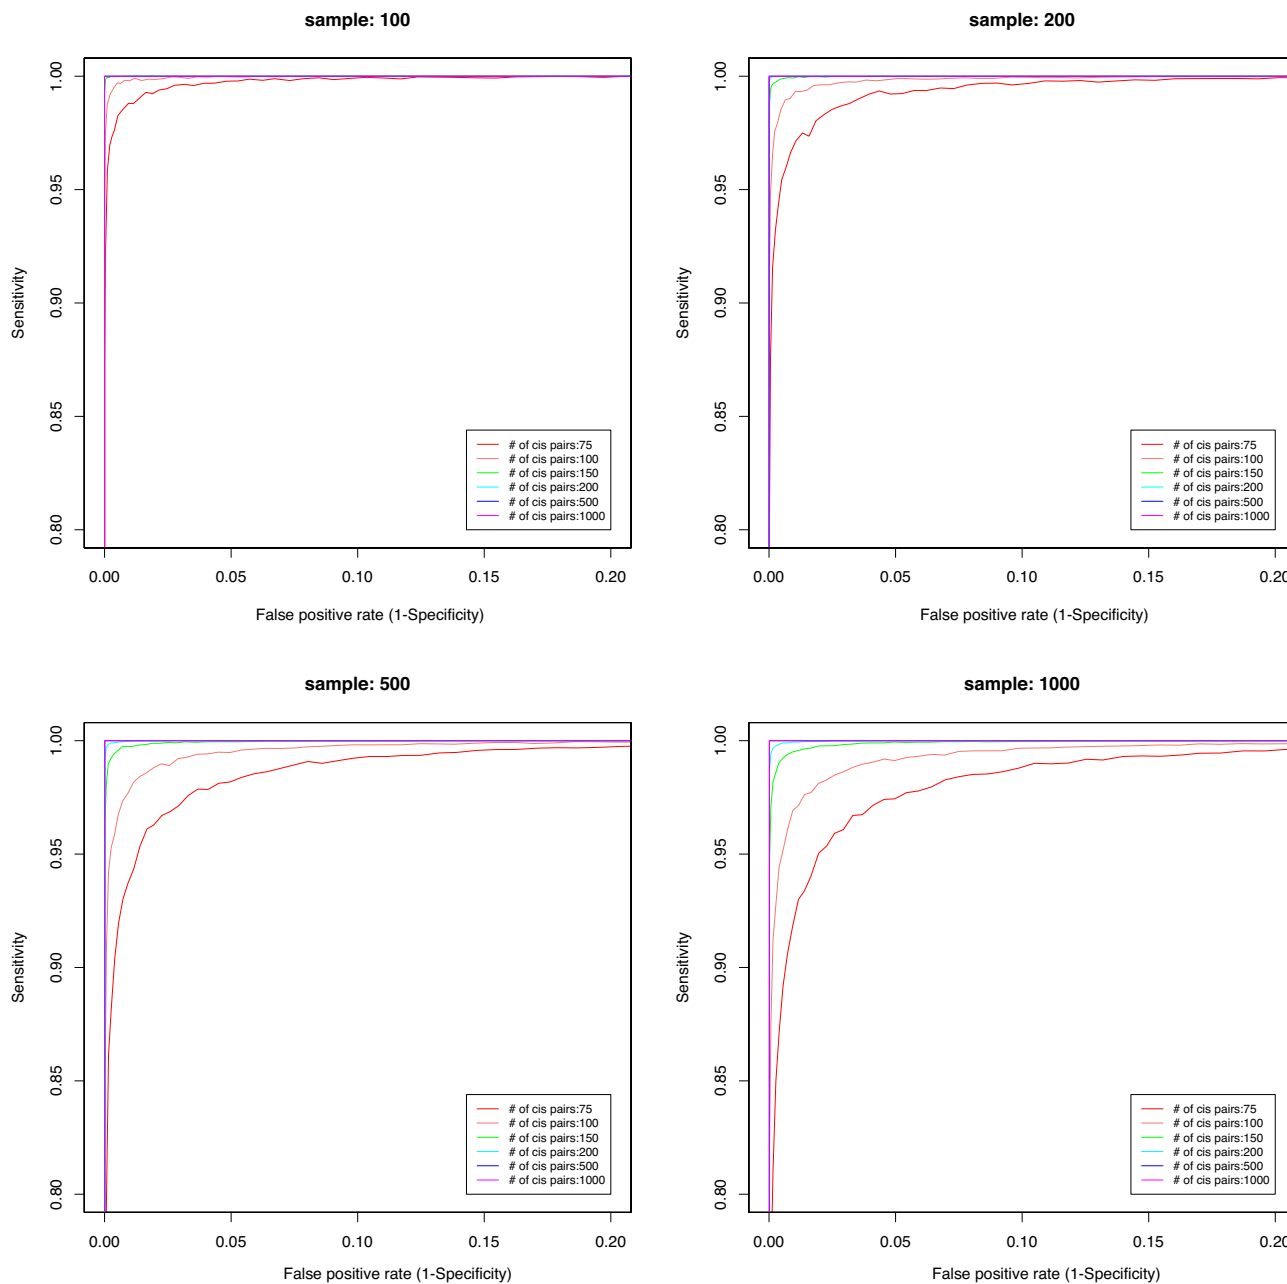 sample: 100
1.00
0.95
0.90
0.85
0.80
Sensitivity
# of cis pairs:75
# of cis pairs:100
# of cis pairs:150
# of cis pairs:200
# of cis pairs:500
# of cis pairs:1000
0.00 0.05 0.10 0.15 0.20
False positive rate (1-Specificity)
sample: 200
1.00
0.95
0.90
0.85
0.80
Sensitivity
# of cis pairs:75
# of cis pairs:100
# of cis pairs:150
# of cis pairs:200
# of cis pairs:500
# of cis pairs:1000
0.00 0.05 0.10 0.15 0.20
False positive rate (1-Specificity)
sample: 500
1.00
0.95
0.90
0.85
0.80
Sensitivity
# of cis pairs:75
# of cis pairs:100
# of cis pairs:150
# of cis pairs:200
# of cis pairs:500
# of cis pairs:1000
0.00 0.05 0.10 0.15 0.20
False positive rate (1-Specificity)
sample: 1000
1.00
0.95
0.90
0.85
0.80
Sensitivity
# of cis pairs:75
# of cis pairs:100
# of cis pairs:150
# of cis pairs:200
# of cis pairs:500
# of cis pairs:1000
0.00 0.05 0.10 0.15 0.20
False positive rate (1-Specificity)